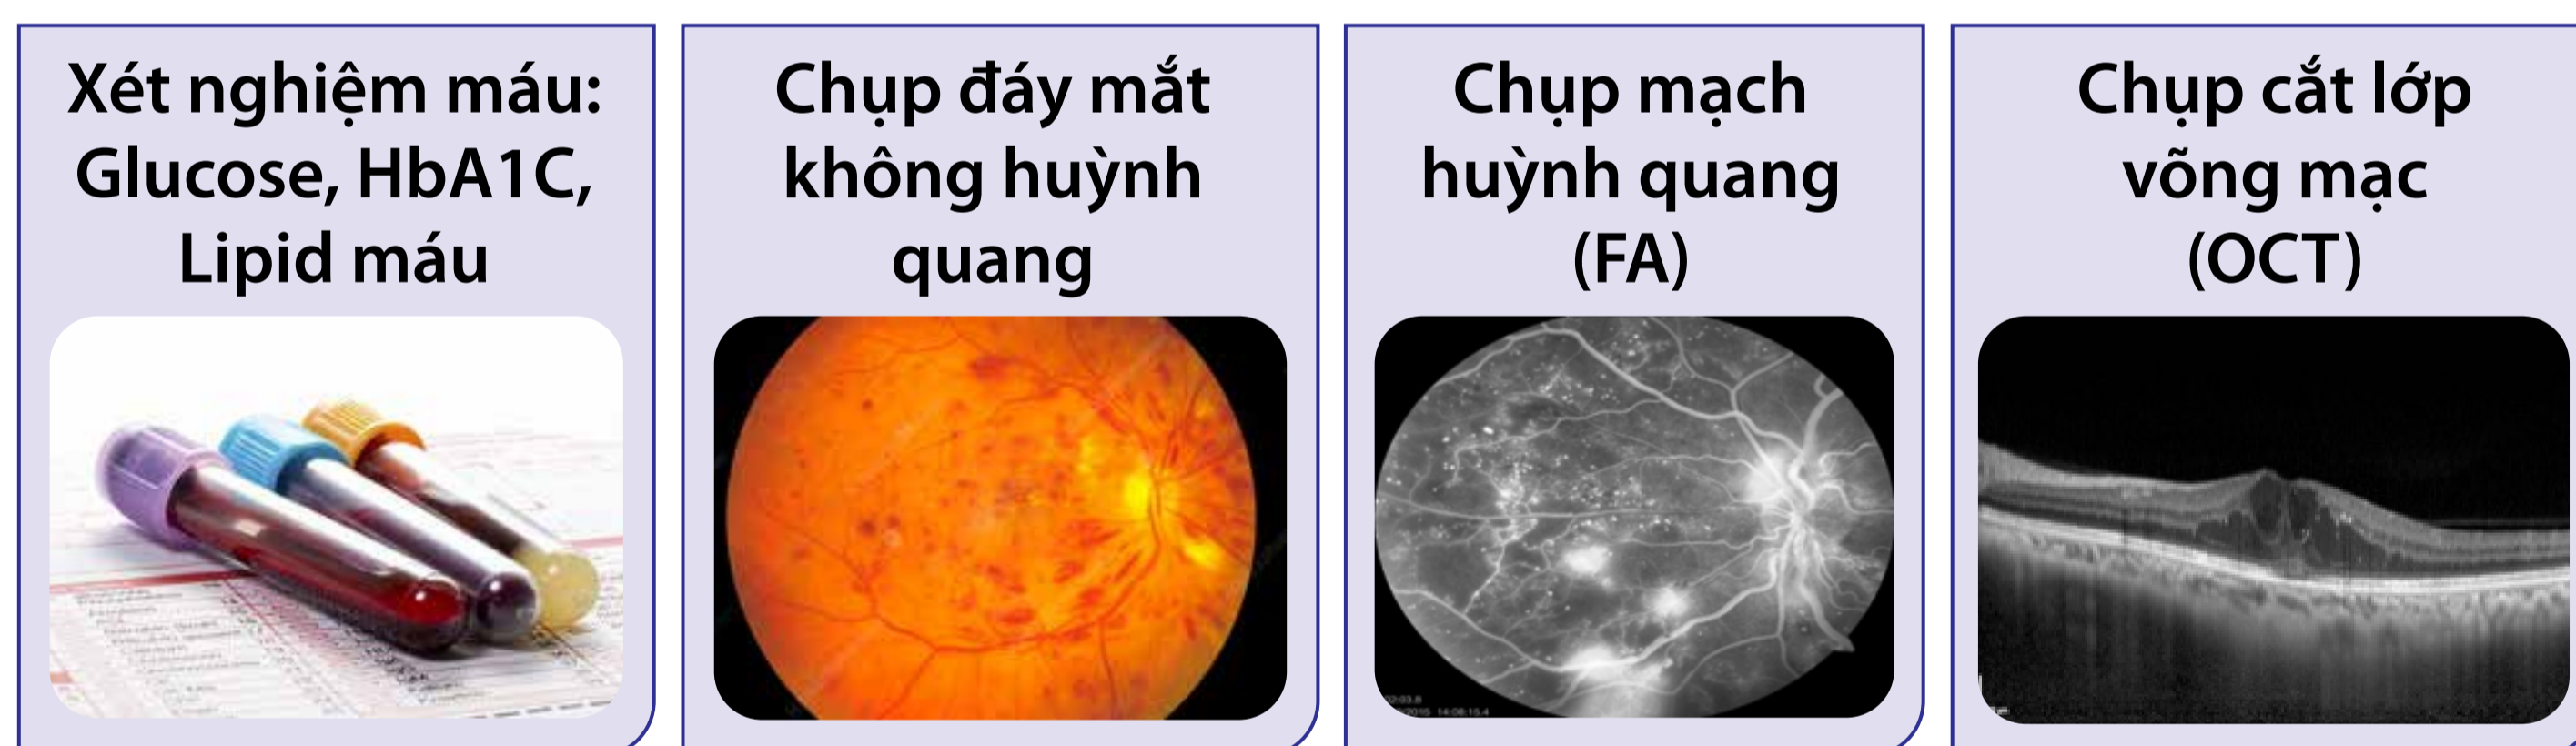 Xét nghiệm máu:
Glucose, HbA1C,
Lipid máu
Chụp đáy mắt
không huỳnh
quang
Chụp mạch
huỳnh quang
(FA)
Chụp cắt lớp
võng mạc
(OCT)